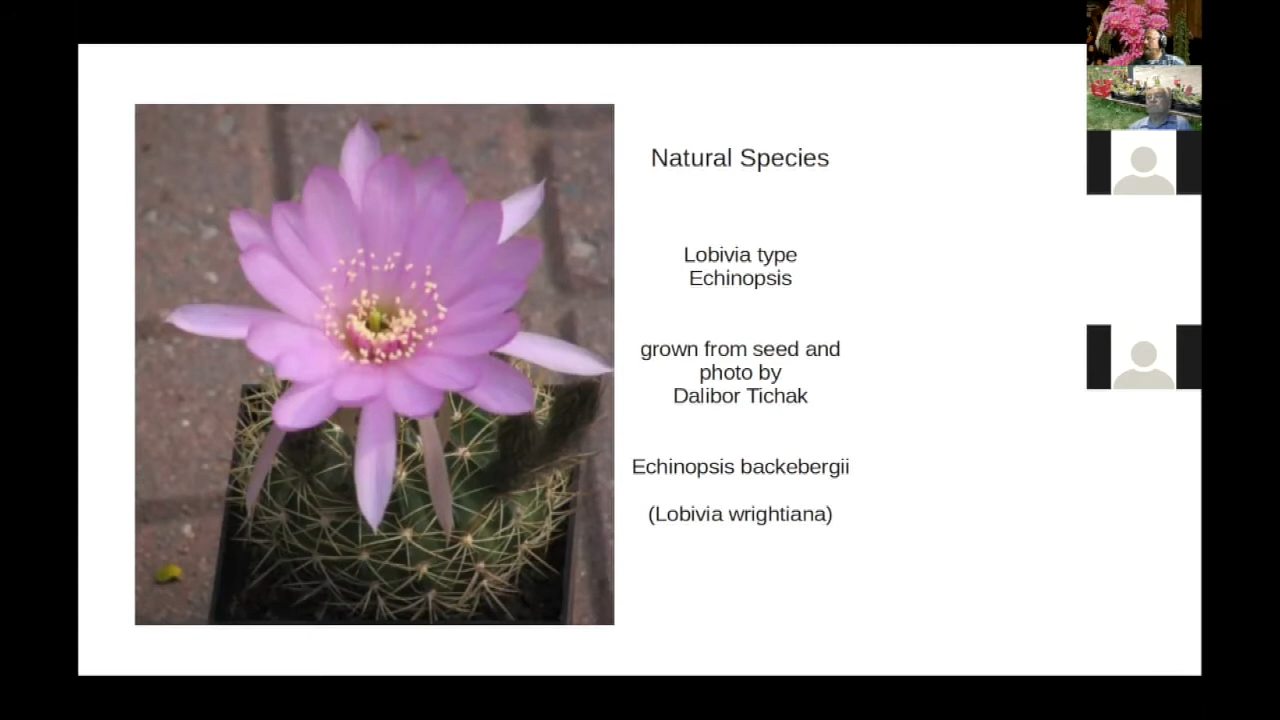 Natural Species
Lobivia type
Echinopsis
grown from seed and
photo by
Dalibor Tichak
Echinopsis backebergii
(Lobivia wrightiana)